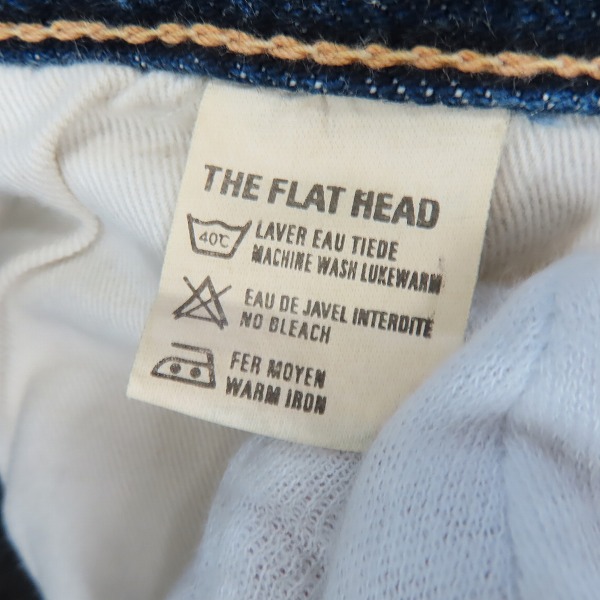 THE FLAT HEAD
40℃
LAVER EAU TIEDE
MACHINE WASH LUKEWARM
EAU DE JAVEL INTERDITE
NO BLEACH
FER MOYEN
WARM IRON